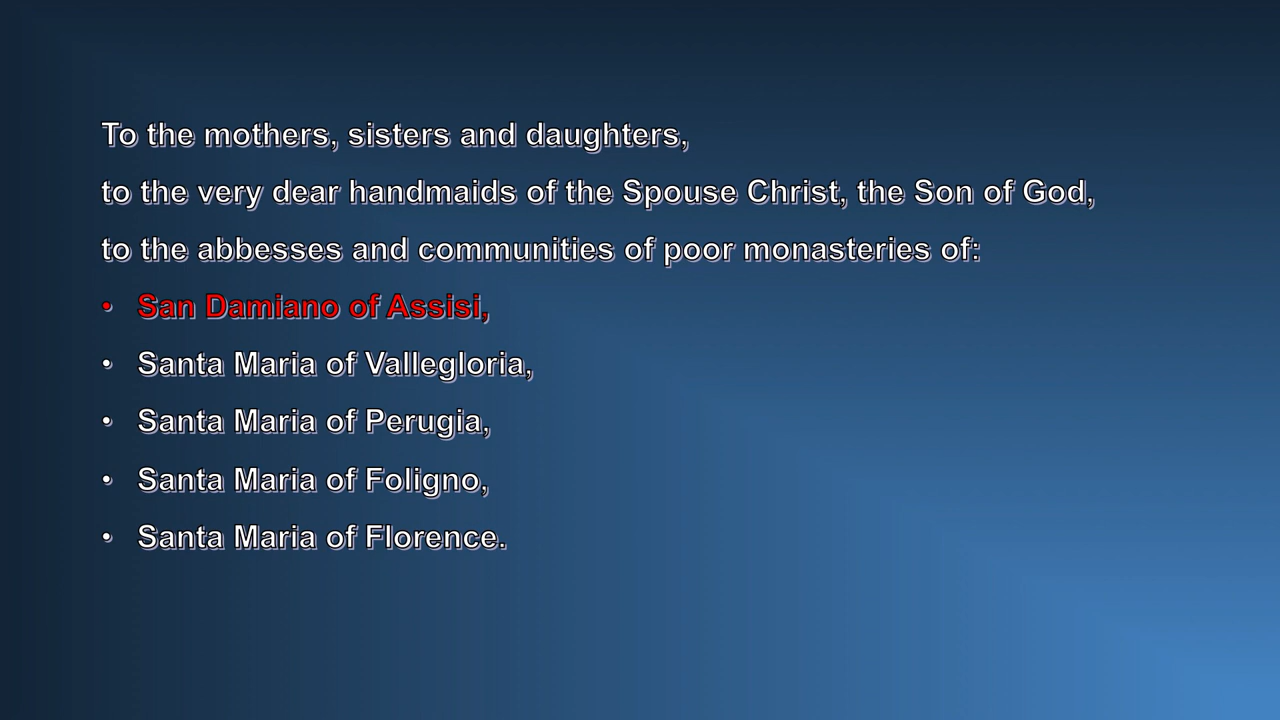 To the mothers, sisters and daughters,
to the very dear handmaids of the Spouse Christ, the Son of God,
to the abbesses and communities of poor monasteries of:
• San Damiano of Assisi,
• Santa Maria of Vallegloria,
• Santa Maria of Perugia,
• Santa Maria of Foligno,
• Santa Maria of Florence.